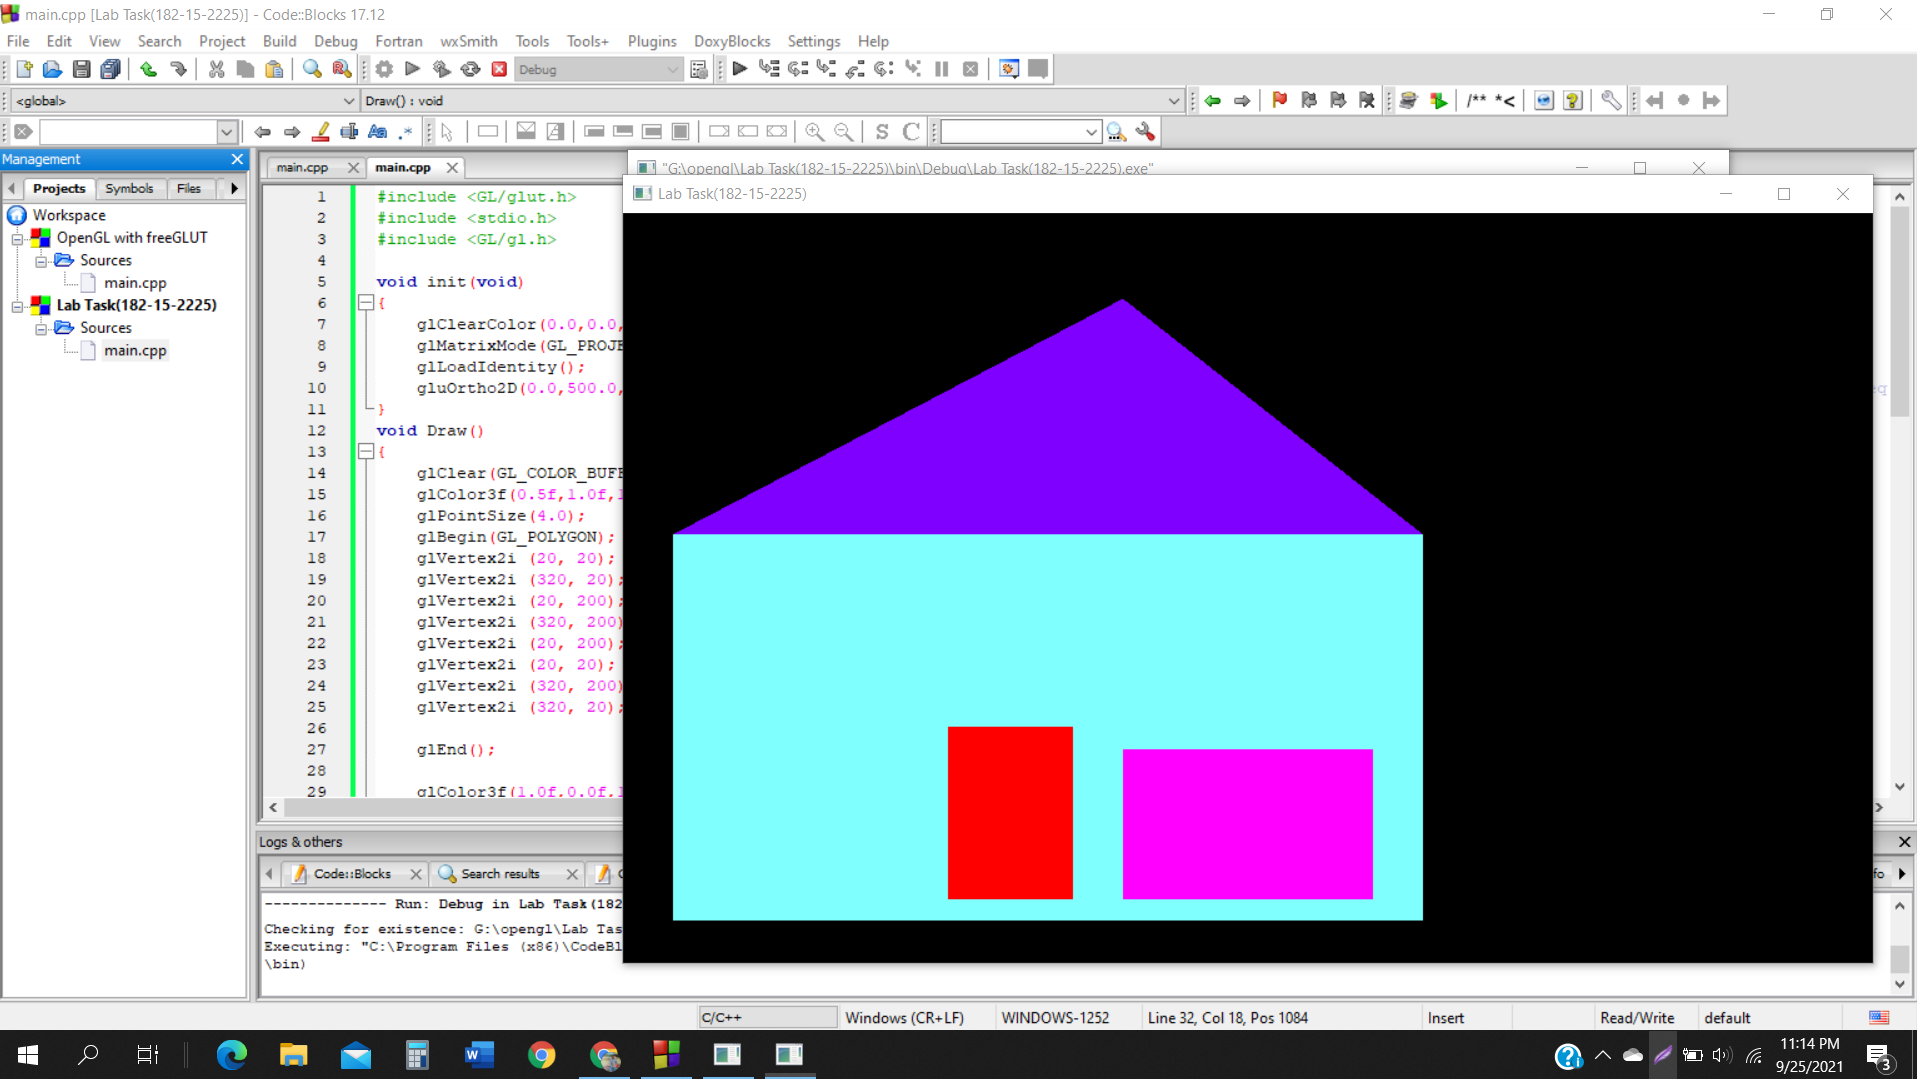 main.cpp [Lab Task(182-15-2225)] - Code::Blocks 17.12
File Edit View Search Project Build Debug Fortran wxSmith Tools Tools+ Plugins DoxyBlocks Settings Help
Debug
<global> Draw() : void
/** *<
Management
main.cpp main.cpp
"G:\opengl\Lab Task(182-15-2225)\bin\Debug\Lab Task(182-15-2225).exe"
Projects Symbols Files
Lab Task(182-15-2225)
Workspace
OpenGL with freeGLUT
Sources
main.cpp
Lab Task(182-15-2225)
Sources
main.cpp
1 #include <GL/glut.h>
2 #include <stdio.h>
3 #include <GL/gl.h>
4
5 void init(void)
6 {
7 glClearColor(0.0,0.0,
8 glMatrixMode(GL_PROJE
9 glLoadIdentity();
10 gluOrtho2D(0.0,500.0,
11 }
12 void Draw()
13 {
14 glClear(GL_COLOR_BUFF
15 glColor3f(0.5f,1.0f,1
16 glPointSize(4.0);
17 glBegin(GL_POLYGON);
18 glVertex2i (20, 20);
19 glVertex2i (320, 20);
20 glVertex2i (20, 200);
21 glVertex2i (320, 200)
22 glVertex2i (20, 200);
23 glVertex2i (20, 20);
24 glVertex2i (320, 200)
25 glVertex2i (320, 20);
26
27 glEnd();
28
29 glColor3f(1.0f,0.0f,1
Logs & others
Code::Blocks Search results
-------------- Run: Debug in Lab Task(182
Checking for existence: G:\opengl\Lab Tas
Executing: "C:\Program Files (x86)\CodeBl
\bin)
C/C++ Windows (CR+LF) WINDOWS-1252 Line 32, Col 18, Pos 1084 Insert Read/Write default
11:14 PM
9/25/2021
3